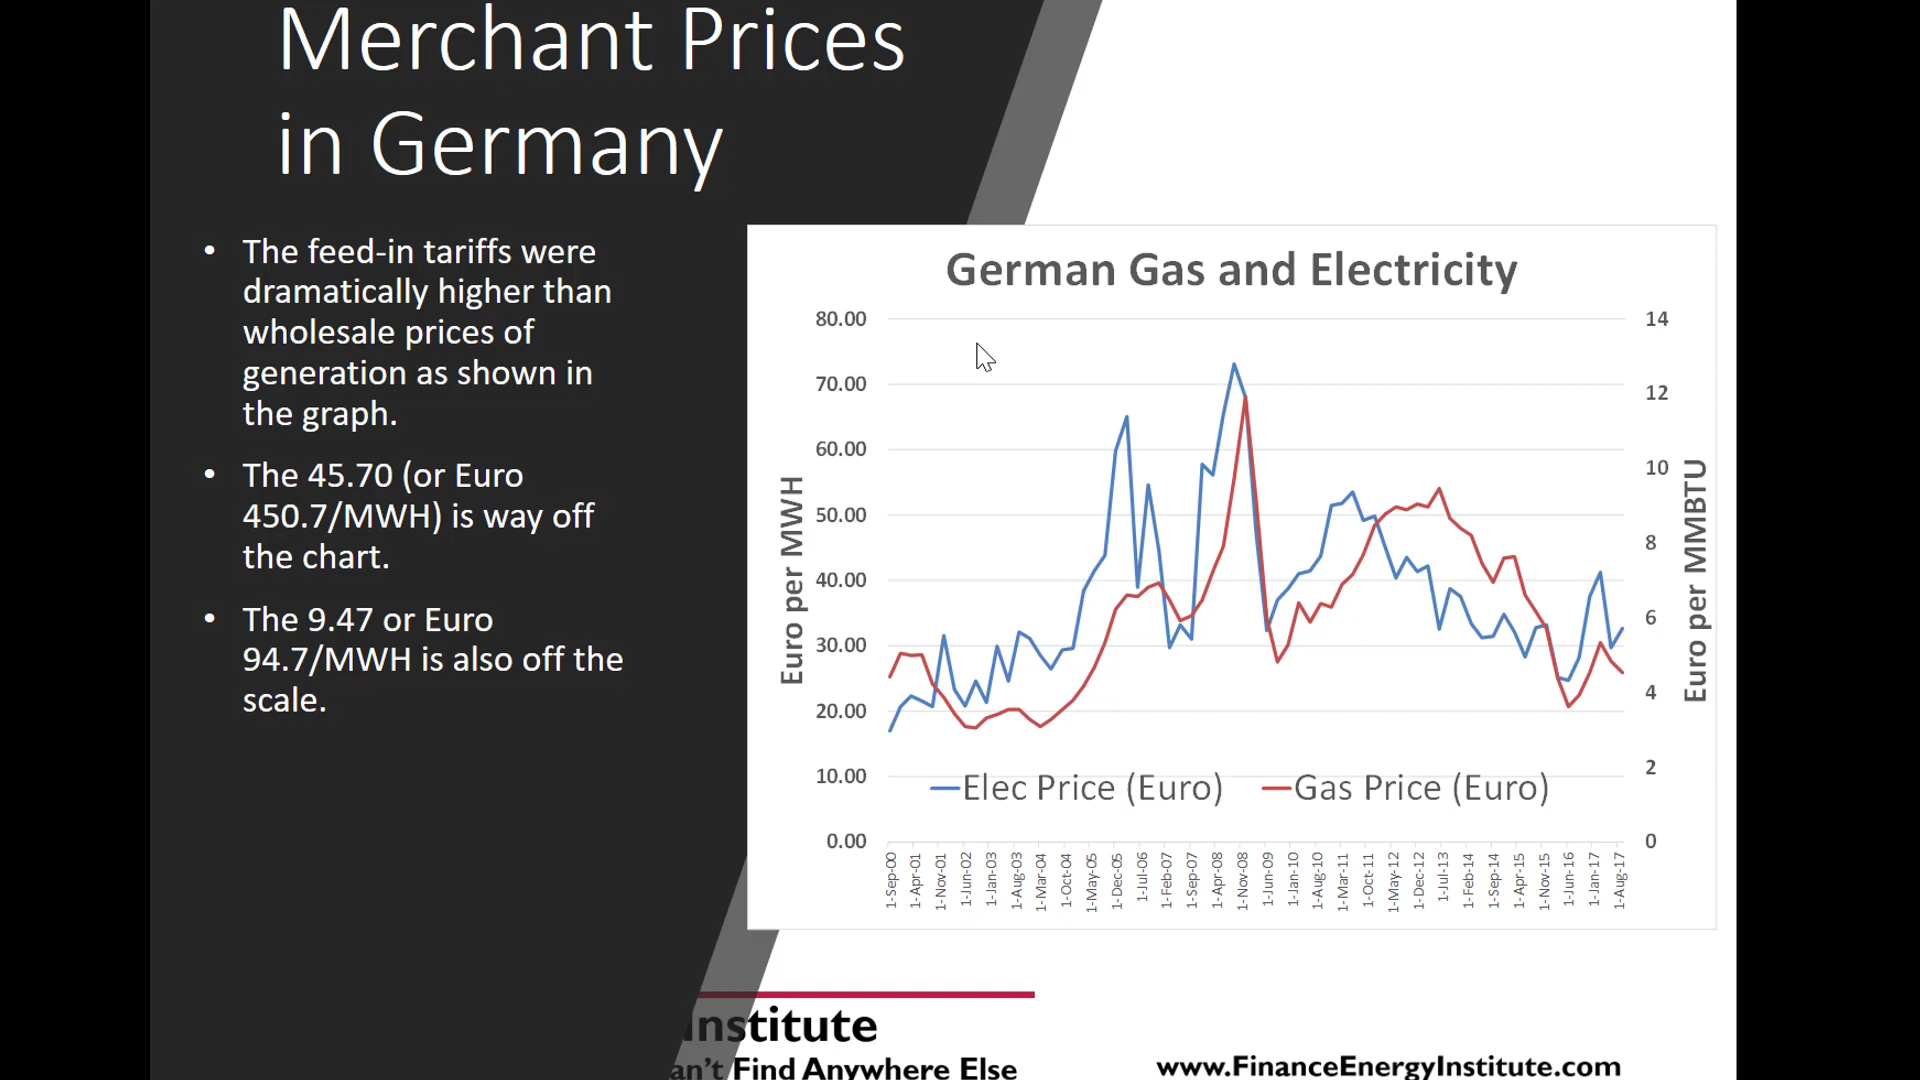 Merchant Prices
in Germany
• The feed-in tariffs were
dramatically higher than
wholesale prices of
generation as shown in
the graph.
• The 45.70 (or Euro
450.7/MWH) is way off
the chart.
• The 9.47 or Euro
94.7/MWH is also off the
scale.
German Gas and Electricity
Euro per MWH
80.00
70.00
60.00
50.00
40.00
30.00
20.00
10.00
0.00
14
12
10
8
6
4
2
0
Euro per MMBTU
Elec Price (Euro) Gas Price (Euro)
1-Sep-00
1-Apr-01
1-Nov-01
1-Jun-02
1-Jan-03
1-Aug-03
1-Mar-04
1-Oct-04
1-May-05
1-Dec-05
1-Jul-06
1-Feb-07
1-Sep-07
1-Apr-08
1-Nov-08
1-Jun-09
1-Jan-10
1-Aug-10
1-Mar-11
1-Oct-11
1-May-12
1-Dec-12
1-Jul-13
1-Feb-14
1-Sep-14
1-Apr-15
1-Nov-15
1-Jun-16
1-Jan-17
1-Aug-17
Institute
an't Find Anywhere Else
www.FinanceEnergyInstitute.com